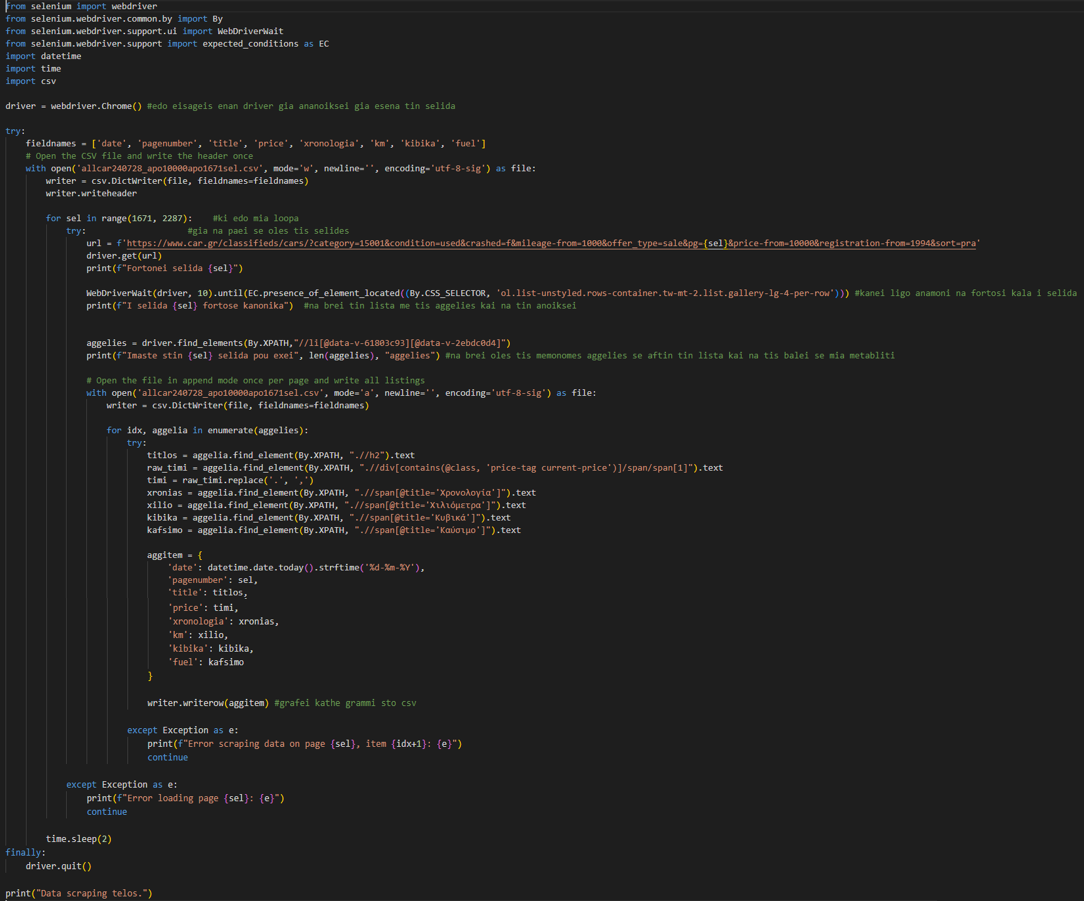 from selenium import webdriver
from selenium.webdriver.common.by import By
from selenium.webdriver.support.ui import WebDriverWait
from selenium.webdriver.support import expected_conditions as EC
import datetime
import time
import csv

driver = webdriver.Chrome() #edo eisageis enan driver gia ananoiksei gia esena tin selida

try:
    fieldnames = ['date', 'pagenumber', 'title', 'price', 'xronologia', 'km', 'kibika', 'fuel']
    # Open the CSV file and write the header once
    with open('allcar240728_apo10000apo1671sel.csv', mode='w', newline='', encoding='utf-8-sig') as file:
        writer = csv.DictWriter(file, fieldnames=fieldnames)
        writer.writeheader

        for sel in range(1671, 2287):    #ki edo mia loopa
            try:                    #gia na paei se oles tis selides
                url = f'https://www.car.gr/classifieds/cars/?category=15001&condition=used&crashed=f&mileage-from=1000&offer_type=sale&pg={sel}&price-from=10000&registration-from=1994&sort=pra'
                driver.get(url)
                print(f"Fortonei selida {sel}")

                WebDriverWait(driver, 10).until(EC.presence_of_element_located((By.CSS_SELECTOR, 'ol.list-unstyled.rows-container.tw-mt-2.list.gallery-lg-4-per-row'))) #kanei ligo anamoni na fortosi kala i selida
                print(f"I selida {sel} fortose kanonika")  #na brei tin lista me tis aggelies kai na tin anoiksei


                aggelies = driver.find_elements(By.XPATH,"//li[@data-v-61803c93][@data-v-2ebdc0d4]")
                print(f"Imaste stin {sel} selida pou exei", len(aggelies), "aggelies") #na brei oles tis memonomes aggelies se aftin tin lista kai na tis balei se mia metabliti

                # Open the file in append mode once per page and write all listings
                with open('allcar240728_apo10000apo1671sel.csv', mode='a', newline='', encoding='utf-8-sig') as file:
                    writer = csv.DictWriter(file, fieldnames=fieldnames)

                    for idx, aggelia in enumerate(aggelies):
                        try:
                            titlos = aggelia.find_element(By.XPATH, ".//h2").text
                            raw_timi = aggelia.find_element(By.XPATH, ".//div[contains(@class, 'price-tag current-price')]/span/span[1]").text
                            timi = raw_timi.replace('.', ',')
                            xronias = aggelia.find_element(By.XPATH, ".//span[@title='Χρονολογία']").text
                            xilio = aggelia.find_element(By.XPATH, ".//span[@title='Χιλιόμετρα']").text
                            kibika = aggelia.find_element(By.XPATH, ".//span[@title='Κυβικά']").text
                            kafsimo = aggelia.find_element(By.XPATH, ".//span[@title='Καύσιμο']").text

                            aggitem = {
                                'date': datetime.date.today().strftime('%d-%m-%Y'),
                                'pagenumber': sel,
                                'title': titlos,
                                'price': timi,
                                'xronologia': xronias,
                                'km': xilio,
                                'kibika': kibika,
                                'fuel': kafsimo
                            }

                            writer.writerow(aggitem) #grafei kathe grammi sto csv

                        except Exception as e:
                            print(f"Error scraping data on page {sel}, item {idx+1}: {e}")
                            continue

            except Exception as e:
                print(f"Error loading page {sel}: {e}")
                continue

        time.sleep(2)
finally:
    driver.quit()

print("Data scraping telos.")